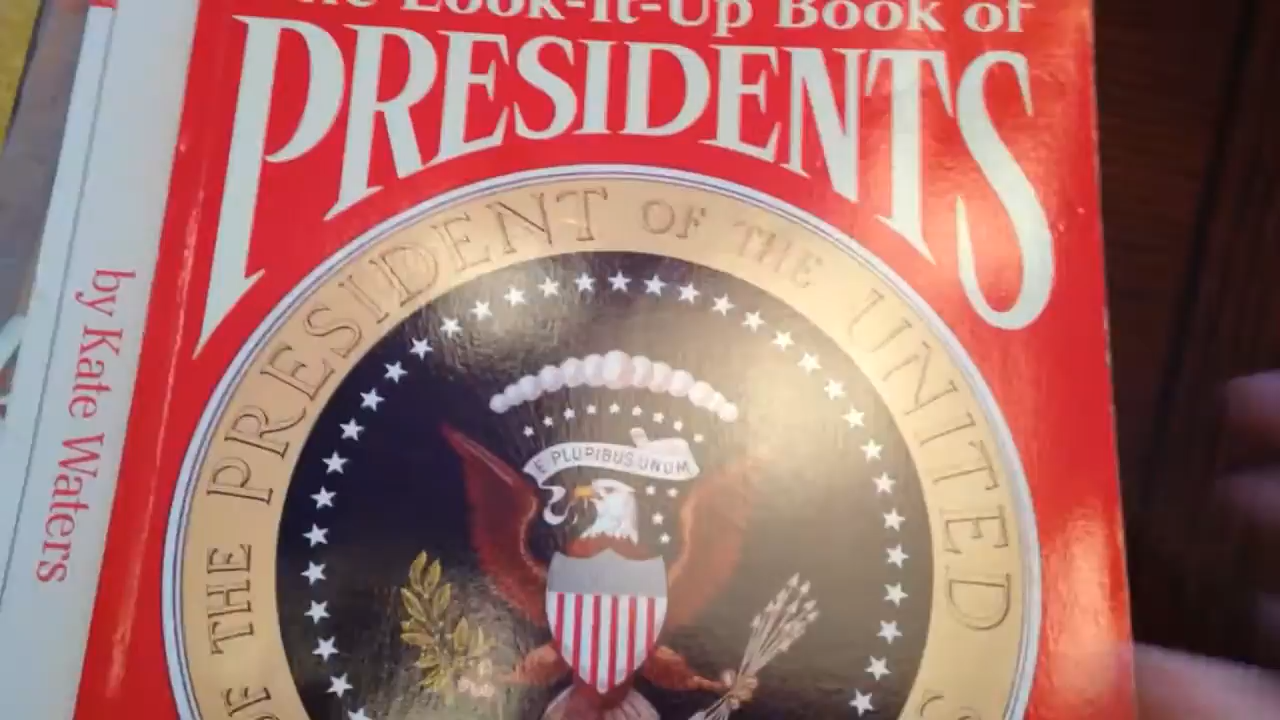 Look-It-Up Book of
PRESIDENTS
THE PRESIDENT OF THE UNITED
E PLURIBUS UNUM
by Kate Waters